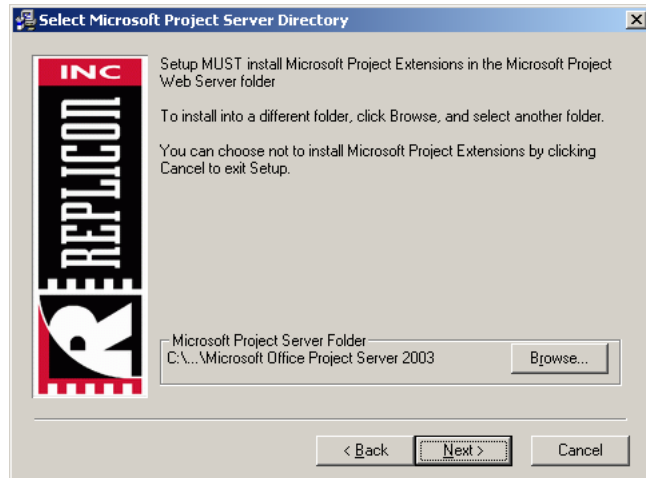 Select Microsoft Project Server Directory
INC
REPLICON
R
Setup MUST install Microsoft Project Extensions in the Microsoft Project
Web Server folder
To install into a different folder, click Browse, and select another folder.
You can choose not to install Microsoft Project Extensions by clicking
Cancel to exit Setup.
Microsoft Project Server Folder
C:\...\Microsoft Office Project Server 2003
Browse...
< Back
Next >
Cancel